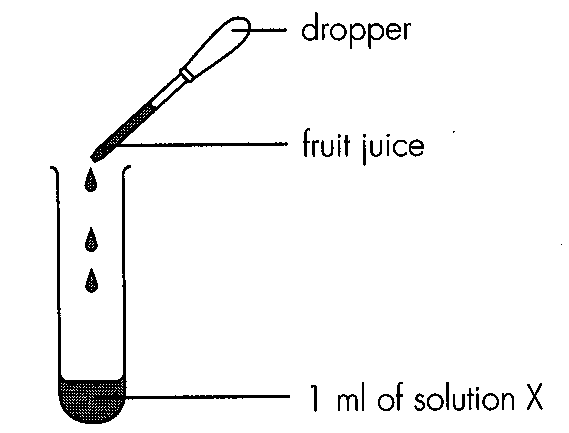 dropper
fruit juice
1 ml of solution X